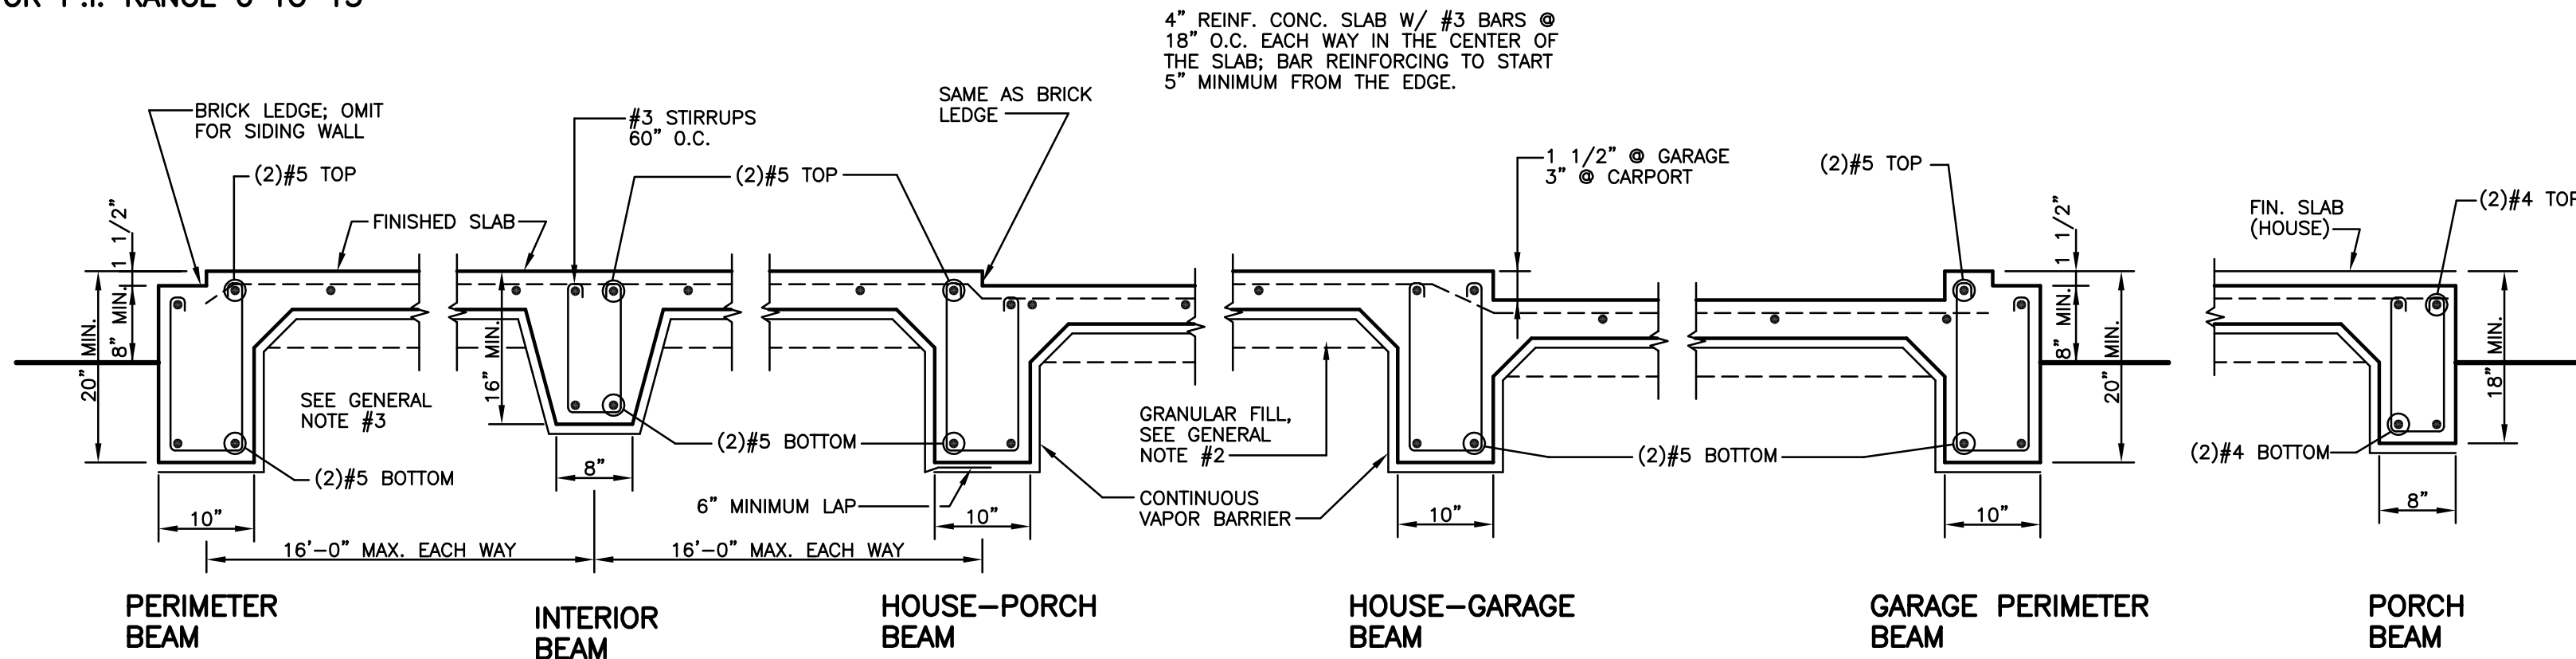 OR P.I. RANGE 0 TO 15
4" REINF. CONC. SLAB W/ #3 BARS @
18" O.C. EACH WAY IN THE CENTER OF
THE SLAB; BAR REINFORCING TO START
5" MINIMUM FROM THE EDGE.
BRICK LEDGE; OMIT
FOR SIDING WALL
(2)#5 TOP
FINISHED SLAB
#3 STIRRUPS
60" O.C.
(2)#5 TOP
SAME AS BRICK
LEDGE
1 1/2" @ GARAGE
3" @ CARPORT
(2)#5 TOP
FIN. SLAB
(HOUSE)
(2)#4 TOP
1 1/2"
8" MIN.
20" MIN.
16" MIN.
1 1/2"
8" MIN.
20" MIN.
18" MIN.
SEE GENERAL
NOTE #3
(2)#5 BOTTOM
(2)#5 BOTTOM
GRANULAR FILL,
SEE GENERAL
NOTE #2
(2)#5 BOTTOM
(2)#4 BOTTOM
6" MINIMUM LAP
CONTINUOUS
VAPOR BARRIER
10"
8"
10"
10"
10"
8"
16'-0" MAX. EACH WAY
16'-0" MAX. EACH WAY
PERIMETER
BEAM
INTERIOR
BEAM
HOUSE-PORCH
BEAM
HOUSE-GARAGE
BEAM
GARAGE PERIMETER
BEAM
PORCH
BEAM